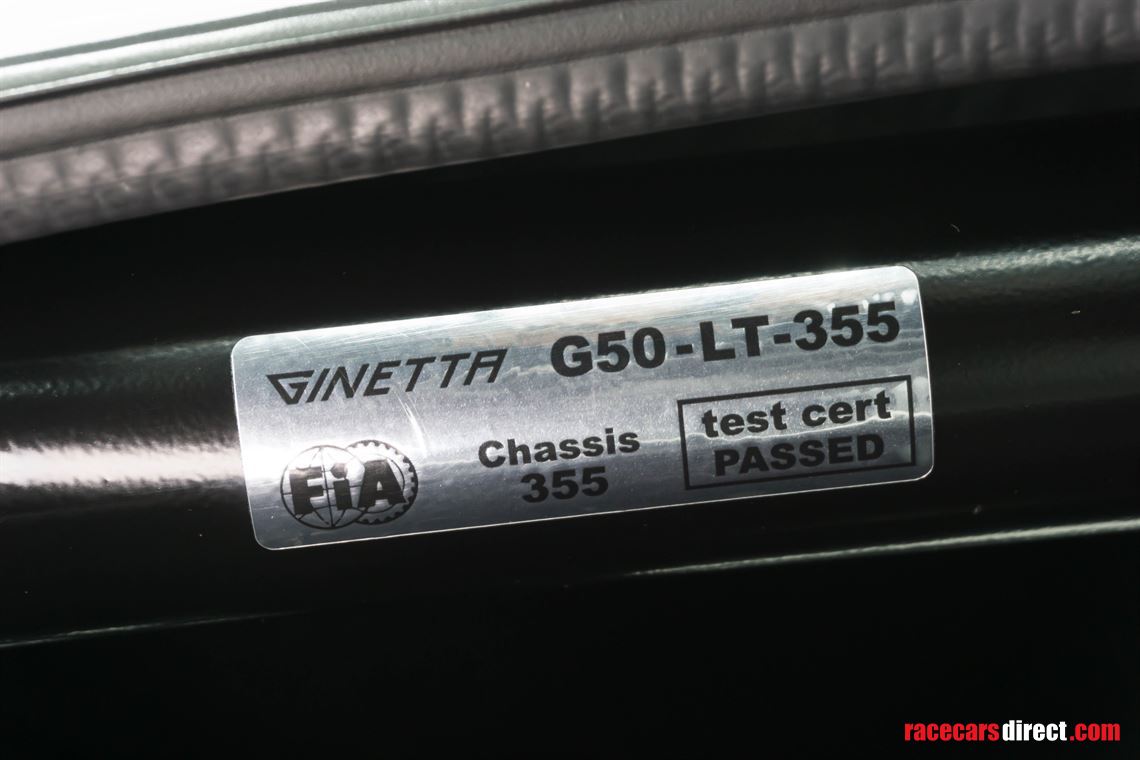 GINETTA G50-LT-355
FiA Chassis test cert
355 PASSED
racecarsdirect.com